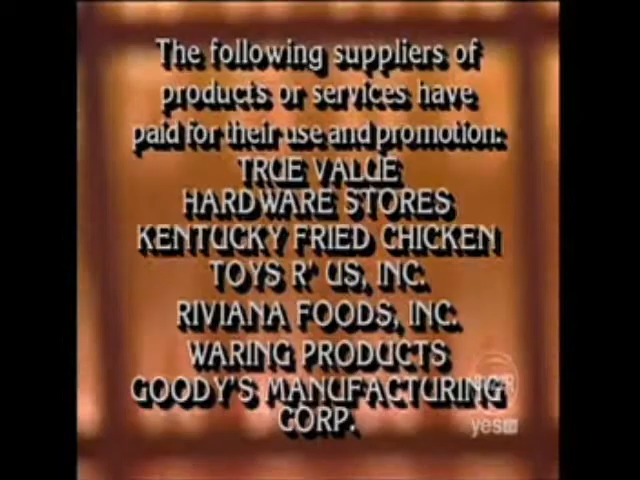 The following suppliers of
products or services have
paid for their use and promotion:
TRUE VALUE
HARDWARE STORES
KENTUCKY FRIED CHICKEN
TOYS R' US, INC.
RIVIANA FOODS, INC.
WARING PRODUCTS
GOODY'S MANUFACTURING
CORP.
yes